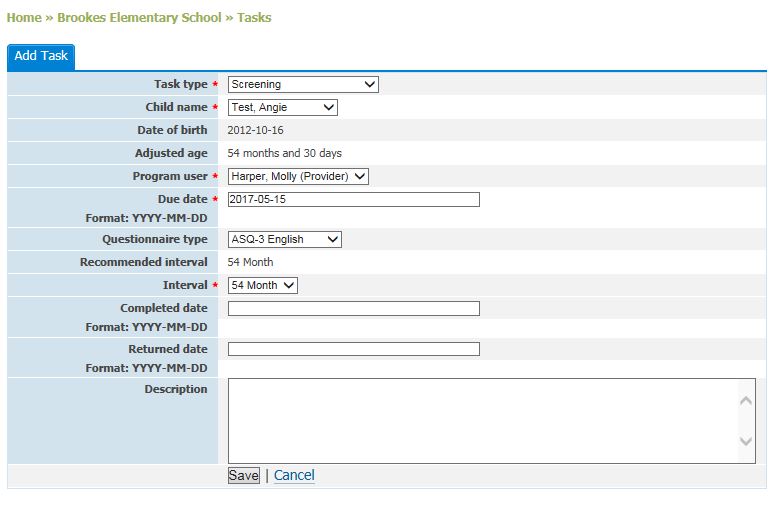 Home » Brookes Elementary School » Tasks
Add Task
Task type * Screening
Child name * Test, Angie
Date of birth 2012-10-16
Adjusted age 54 months and 30 days
Program user * Harper, Molly (Provider)
Due date * 2017-05-15
Format: YYYY-MM-DD
Questionnaire type ASQ-3 English
Recommended interval 54 Month
Interval * 54 Month
Completed date
Format: YYYY-MM-DD
Returned date
Format: YYYY-MM-DD
Description
Save | Cancel